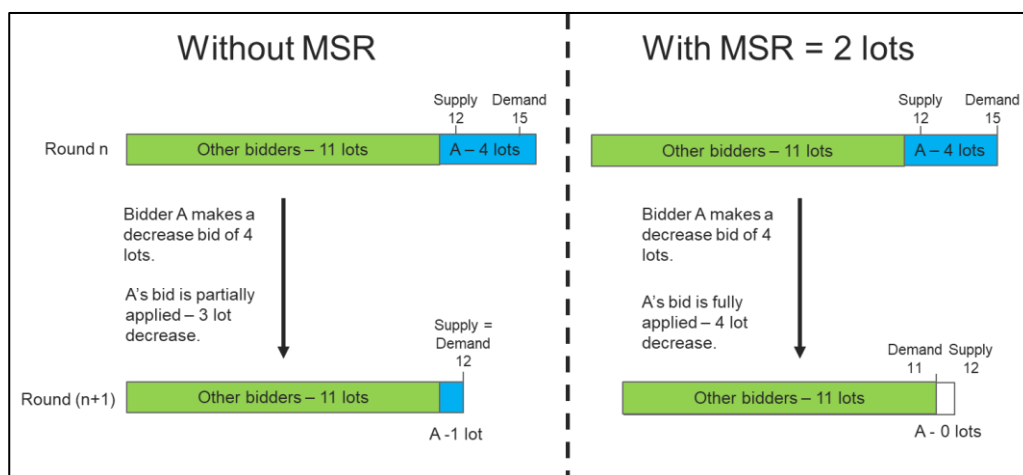 Without MSR
With MSR = 2 lots
Supply
12
Demand
15
Round n
Other bidders – 11 lots
A – 4 lots
Supply
12
Demand
15
Other bidders – 11 lots
A – 4 lots
Bidder A makes a
decrease bid of 4
lots.
A's bid is partially
applied – 3 lot
decrease.
Bidder A makes a
decrease bid of 4
lots.
A's bid is fully
applied – 4 lot
decrease.
Supply =
Demand
12
Round (n+1)
Other bidders – 11 lots
A -1 lot
Demand
11
Supply
12
Other bidders – 11 lots
A - 0 lots